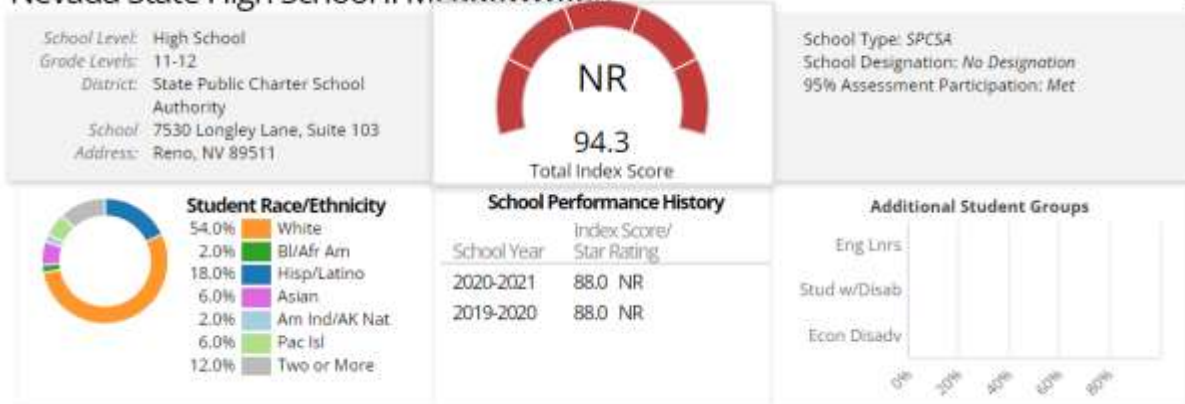 Nevada State High School
School Level: High School
Grade Levels: 11-12
District: State Public Charter School
Authority
School 7530 Longley Lane, Suite 103
Address: Reno, NV 89511
NR
94.3
Total Index Score
School Type: SPCSA
School Designation: No Designation
95% Assessment Participation: Met
Student Race/Ethnicity
54.0% White
2.0% Bl/Afr Am
18.0% Hisp/Latino
6.0% Asian
2.0% Am Ind/AK Nat
6.0% Pac Isl
12.0% Two or More
School Performance History
Index Score/
School Year Star Rating
2020-2021 88.0 NR
2019-2020 88.0 NR
Additional Student Groups
Eng Lnrs
Stud w/Disab
Econ Disadv
0% 20% 40% 60% 80%